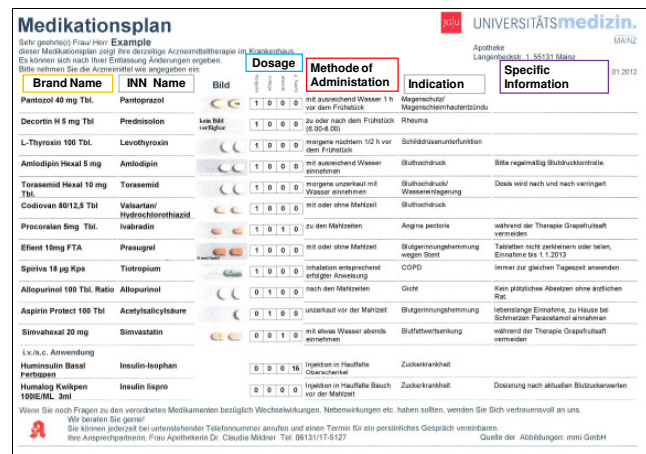 Medikationsplan
JG|U UNIVERSITÄTSmedizin.
MAINZ
Sehr geehrte(r) Frau/ Herr Example
dieser Medikationsplan zeigt ihre derzeitige Arzneimitteltherapie im Krankenhaus.
Es können sich nach Ihrer Entlassung Änderungen ergeben.
Bitte nehmen Sie die Arzneimittel wie angegeben ein:
Apotheke
Langenbeckstr. 1, 55131 Mainz
01.2012
Brand Name INN Name Bild Dosage Methode of Administation Indication Specific Information
Pantozol 40 mg Tbl. Pantoprazol 1 0 0 0 mit ausreichend Wasser 1 h vor dem Frühstück Magenschutz/ Magenschleimhautentzündu
Decortin H 5 mg Tbl Prednisolon kein Bild verfügbar 1 0 0 0 zu oder nach dem Frühstück (6.00-8.00) Rheuma
L-Thyroxin 100 Tbl. Levothyroxin 1 0 0 0 morgens nüchtern 1/2 h vor dem Frühstück Schilddrüsenunterfunktion
Amlodipin Hexal 5 mg Amlodipin 1 0 0 0 mit ausreichend Wasser einnehmen Bluthochdruck Bitte regelmäßig Blutdruckkontrolle.
Torasemid Hexal 10 mg Tbl. Torasemid 1 0 0 0 morgens unzerkaut mit Wasser einnehmen Bluthochdruck/ Wassereinlagerung Dosis wird nach und nach verringert
Codiovan 80/12,5 Tbl Valsartan/ Hydrochlorothiazid 1 0 0 0 mit oder ohne Mahlzeit Bluthochdruck
Procoralan 5mg Tbl. Ivabradin 1 0 1 0 zu den Mahlzeiten Angina pectoris während der Therapie Grapefruitsaft vermeiden
Efient 10mg FTA Prasugrel 1 0 0 0 mit oder ohne Mahlzeit Blutgerinnungshemmung wegen Stent Tabletten nicht zerkleinern oder teilen, Einnahme bis 1.1.2013
Spiriva 18 µg Kps Tiotropium 1 0 0 0 Inhalation entsprechend erfolgter Anweisung COPD Immer zur gleichen Tageszeit anwenden
Allopurinol 100 Tbl. Ratio Allopurinol 0 1 0 0 nach den Mahlzeiten Gicht Kein plötzliches Absetzen ohne ärztlichen Rat.
Aspirin Protect 100 Tbl Acetylsalicylsäure 0 1 0 0 unzerkaut vor der Mahlzeit Blutgerinnungshemmung lebenslange Einnahme, zu Hause bei Schmerzen Paracetamol einnehmen
Simvahexal 20 mg Simvastatin 0 0 1 0 mit etwas Wasser abends einnehmen Blutfettwertsenkung während der Therapie Grapefruitsaft vermeiden
i.v./s.c. Anwendung
Huminsulin Basal Fertigpen Insulin-Isophan 0 0 0 16 Injektion in Hautfalte Oberschenkel Zuckerkrankheit
Humalog Kwikpen 100IE/ML 3ml Insulin lispro 0 0 0 0 Injektion in Hautfalte Bauch vor der Mahlzeit Zuckerkrankheit Dosierung nach aktuellen Blutzuckerwerten
Wenn Sie noch Fragen zu den verordneten Medikamenten bezüglich Wechselwirkungen, Nebenwirkungen etc. haben sollten, wenden Sie Sich vertrauensvoll an uns.
Wir beraten Sie gerne!
Sie können jederzeit bei untenstehender Telefonnummer anrufen und einen Termin für ein persönliches Gespräch vereinbaren.
Ihre Ansprechpartnerin: Frau Apothekerin Dr. Claudia Mildner Tel: 06131/17-5127 Quelle der Abbildungen: mmi GmbH